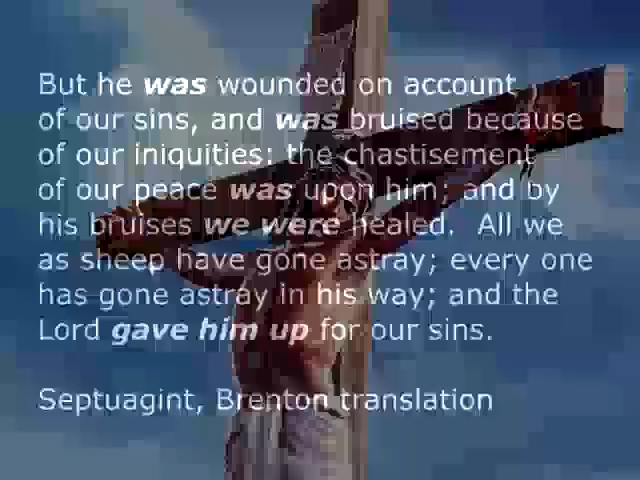 But he was wounded on account
of our sins, and was bruised because
of our iniquities: the chastisement
of our peace was upon him; and by
his bruises we were healed.  All we
as sheep have gone astray; every one
has gone astray in his way; and the
Lord gave him up for our sins.
Septuagint, Brenton translation